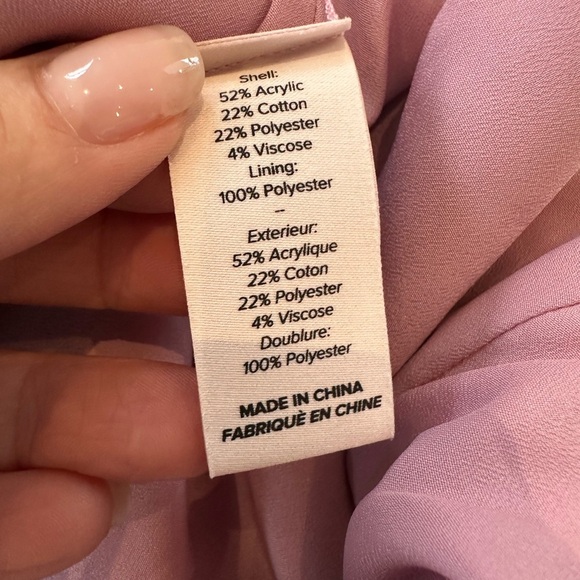 Shell:
52% Acrylic
22% Cotton
22% Polyester
4% Viscose
Lining:
100% Polyester
--
Exterieur:
52% Acrylique
22% Coton
22% Polyester
4% Viscose
Doublure:
100% Polyester
MADE IN CHINA
FABRIQUÈ EN CHINE